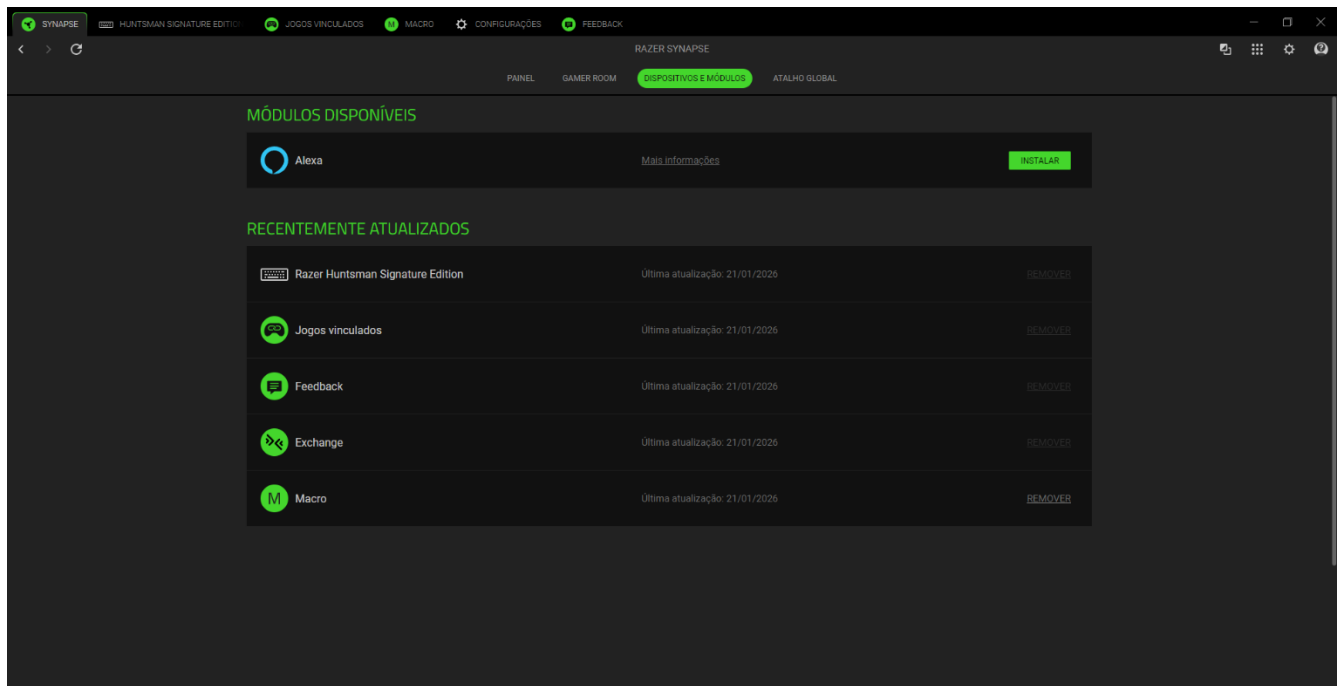 SYNAPSE HUNTSMAN SIGNATURE EDITIO JOGOS VINCULADOS M MACRO CONFIGURAÇÕES FEEDBACK
RAZER SYNAPSE
PAINEL GAMER ROOM DISPOSITIVOS E MÓDULOS ATALHO GLOBAL
MÓDULOS DISPONÍVEIS
Alexa Mais informações INSTALAR
RECENTEMENTE ATUALIZADOS
Razer Huntsman Signature Edition Última atualização: 21/01/2026 REMOVER
Jogos vinculados Última atualização: 21/01/2026 REMOVER
Feedback Última atualização: 21/01/2026 REMOVER
Exchange Última atualização: 21/01/2026 REMOVER
M Macro Última atualização: 21/01/2026 REMOVER